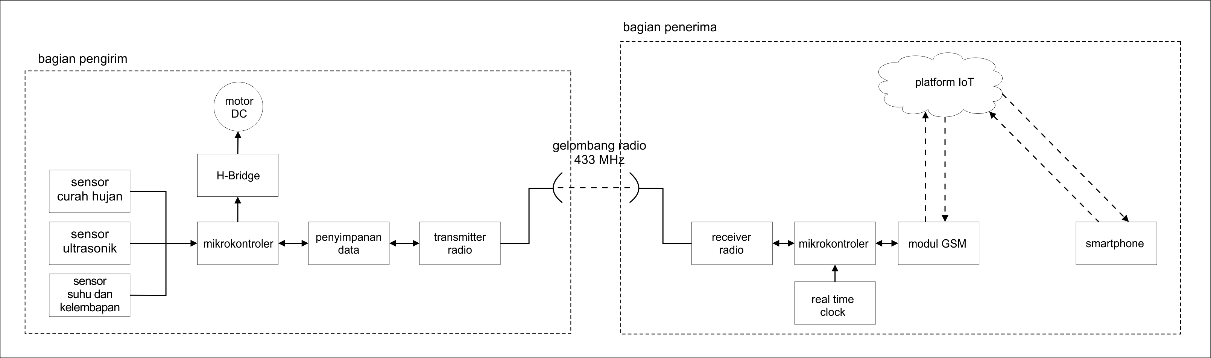 bagian pengirim
motor
DC
H-Bridge
sensor
curah hujan
sensor
ultrasonik
sensor
suhu dan
kelembapan
mikrokontroler
penyimpanan
data
transmitter
radio
gelombang radio
433 MHz
bagian penerima
platform IoT
receiver
radio
mikrokontroler
modul GSM
smartphone
real time
clock